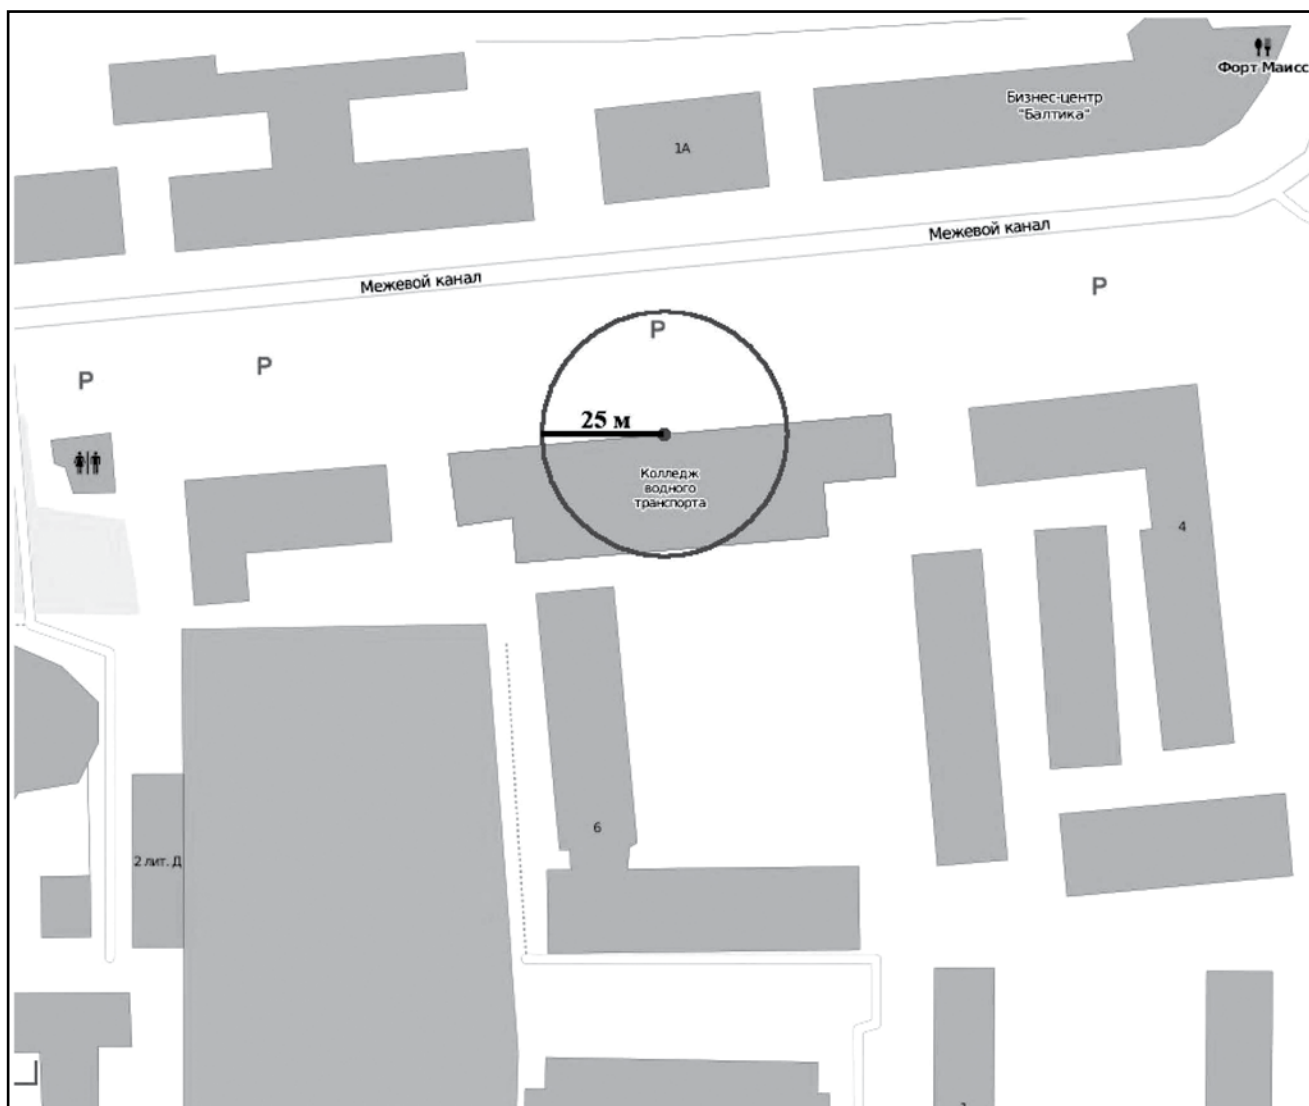 Форт Маисс
Бизнес-центр
"Балтика"
1А
Межевой канал
Межевой канал
P
P
P
P
25 м
Колледж
водного
транспорта
4
6
2 лит. Д